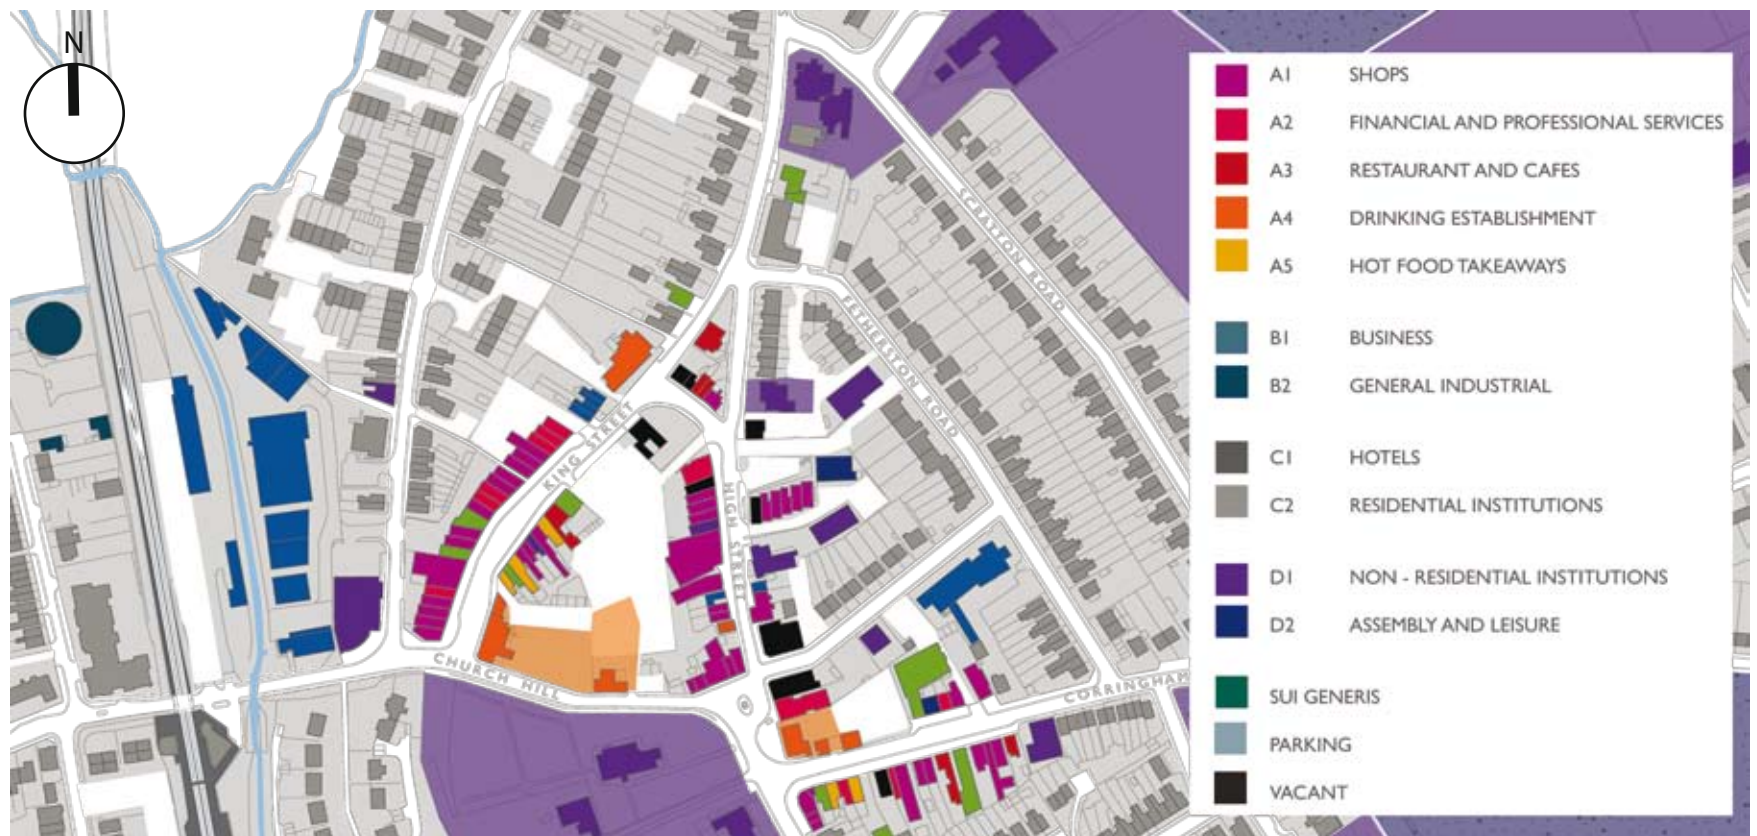 N
A1 SHOPS
A2 FINANCIAL AND PROFESSIONAL SERVICES
A3 RESTAURANT AND CAFES
A4 DRINKING ESTABLISHMENT
A5 HOT FOOD TAKEAWAYS
B1 BUSINESS
B2 GENERAL INDUSTRIAL
C1 HOTELS
C2 RESIDENTIAL INSTITUTIONS
D1 NON - RESIDENTIAL INSTITUTIONS
D2 ASSEMBLY AND LEISURE
SUI GENERIS
PARKING
VACANT
SCRATTON ROAD
FETHERSTON ROAD
KING STREET
HIGH STREET
CHURCH HILL
CORRINGHAM